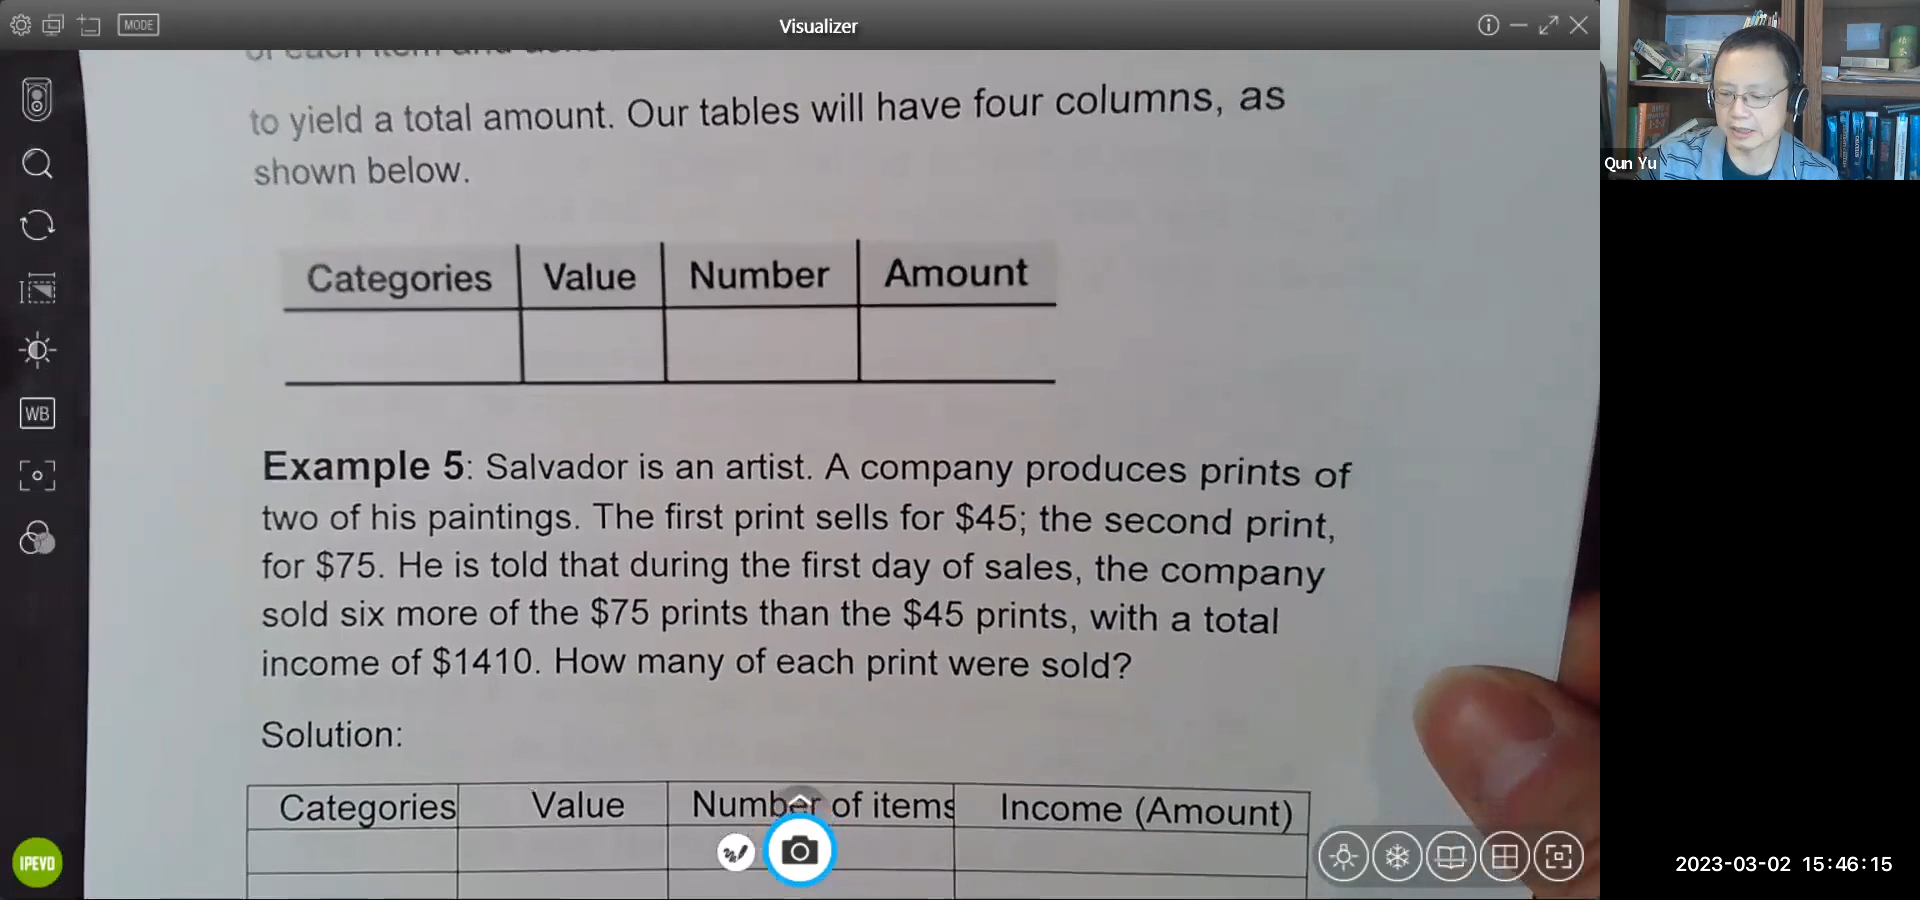 MODE
Visualizer
to yield a total amount. Our tables will have four columns, as
shown below.
Categories Value Number Amount
Example 5: Salvador is an artist. A company produces prints of
two of his paintings. The first print sells for $45; the second print,
for $75. He is told that during the first day of sales, the company
sold six more of the $75 prints than the $45 prints, with a total
income of $1410. How many of each print were sold?
Solution:
Categories Value Number of items Income (Amount)
WB
IPEVO
Qun Yu
2023-03-02 15:46:15